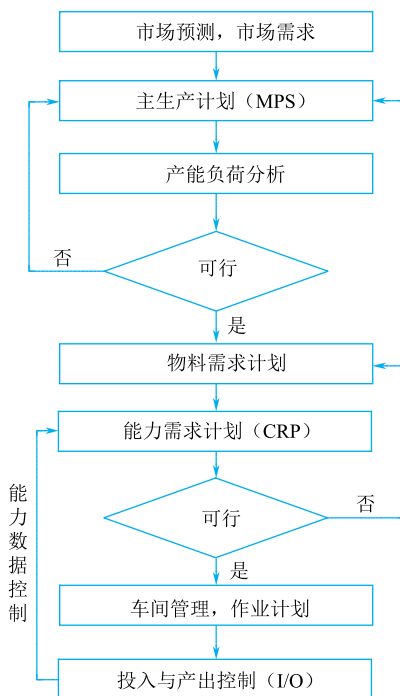 市场预测，市场需求
主生产计划（MPS）
产能负荷分析
可行
否
是
物料需求计划
能力需求计划（CRP）
可行
否
是
能力数据控制
车间管理，作业计划
投入与产出控制（I/O）